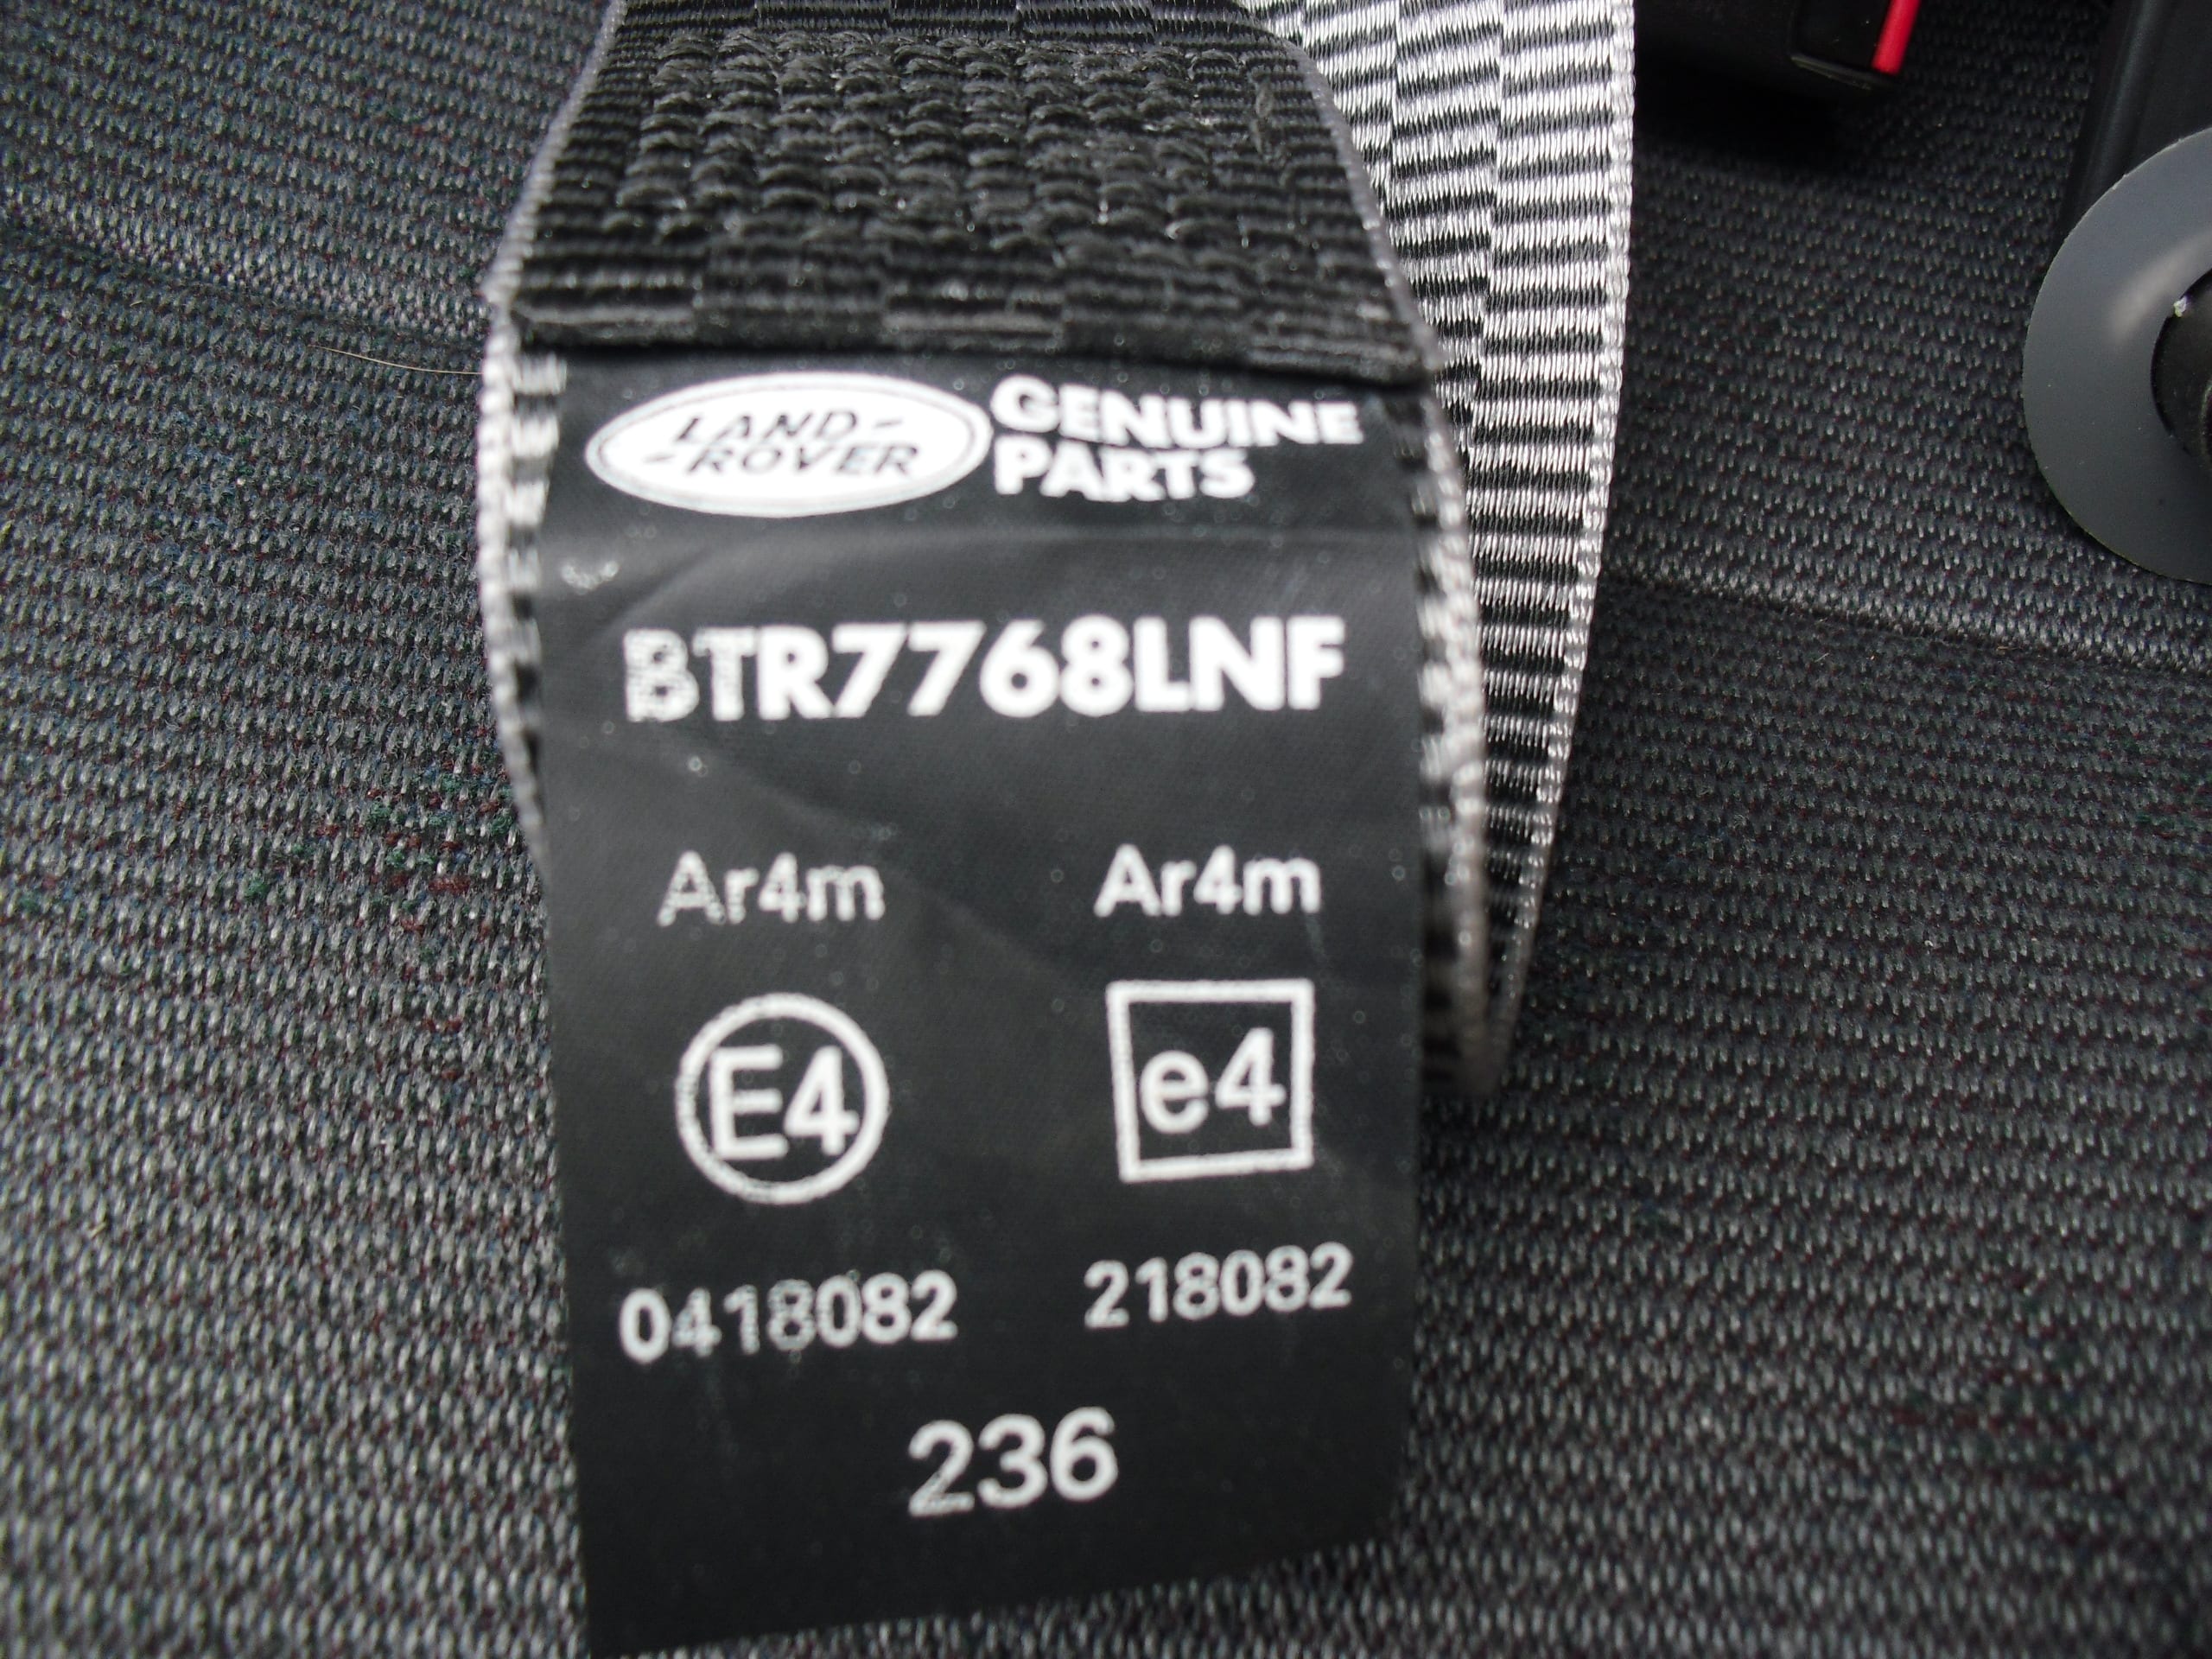 LAND-
-ROVER
GENUINE
PARTS
BTR7768LNF
Ar4m Ar4m
E4 e4
0418082 218082
236